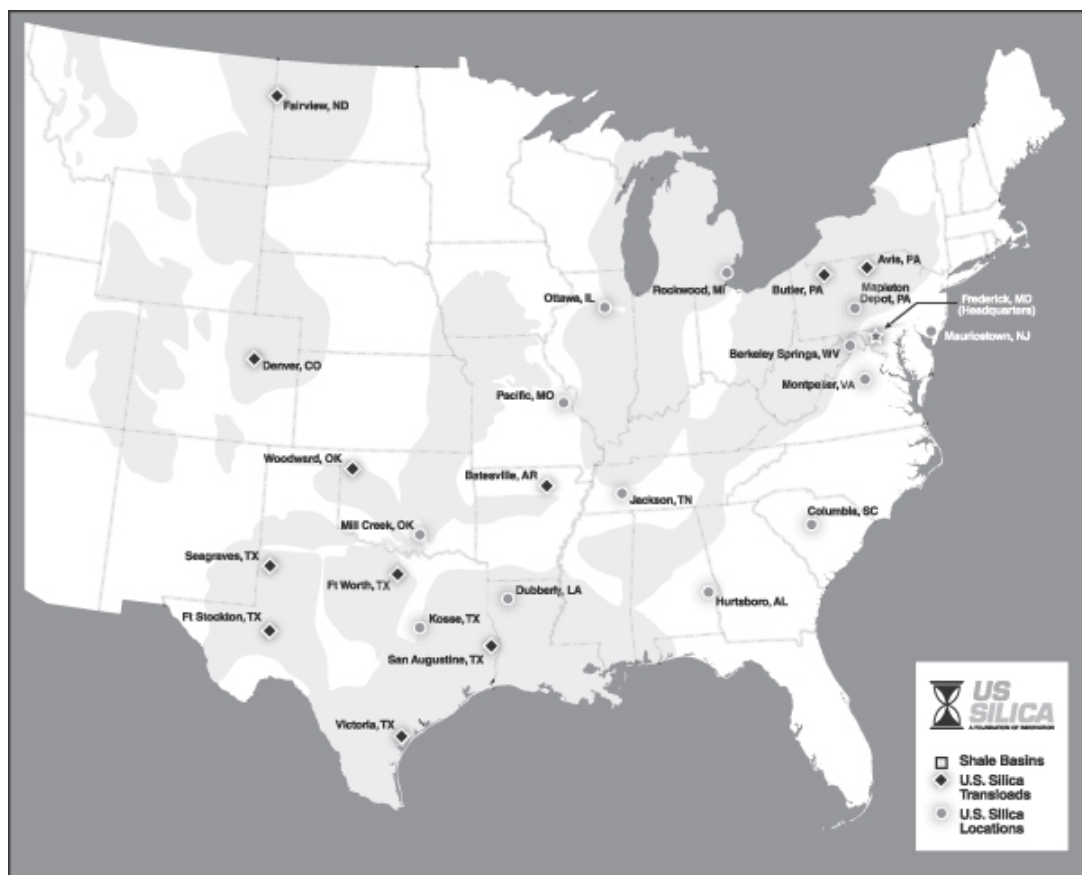 Fairview, ND
Avis, PA
Butler, PA
Mapleton
Depot, PA
Rockwood, MI
Ottawa, IL
Frederick, MD
(Headquarters)
Mauricetown, NJ
Berkeley Springs, WV
Denver, CO
Montpelier, VA
Pacific, MO
Woodward, OK
Batesville, AR
Jackson, TN
Columbia, SC
Mill Creek, OK
Seagraves, TX
Ft Worth, TX
Dubberly, LA
Hurtsboro, AL
Ft Stockton, TX
Kosse, TX
San Augustine, TX
Victoria, TX
US
SILICA
A FOUNDATION OF INNOVATION
Shale Basins
U.S. Silica
Transloads
U.S. Silica
Locations